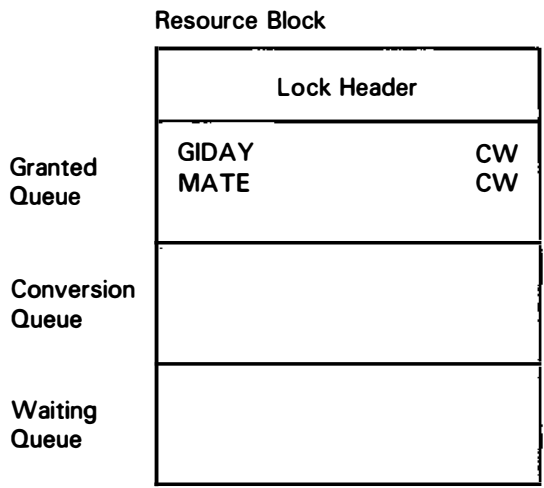 Resource Block
Lock Header
Granted
Queue
GIDAY CW
MATE CW
Conversion
Queue
Waiting
Queue